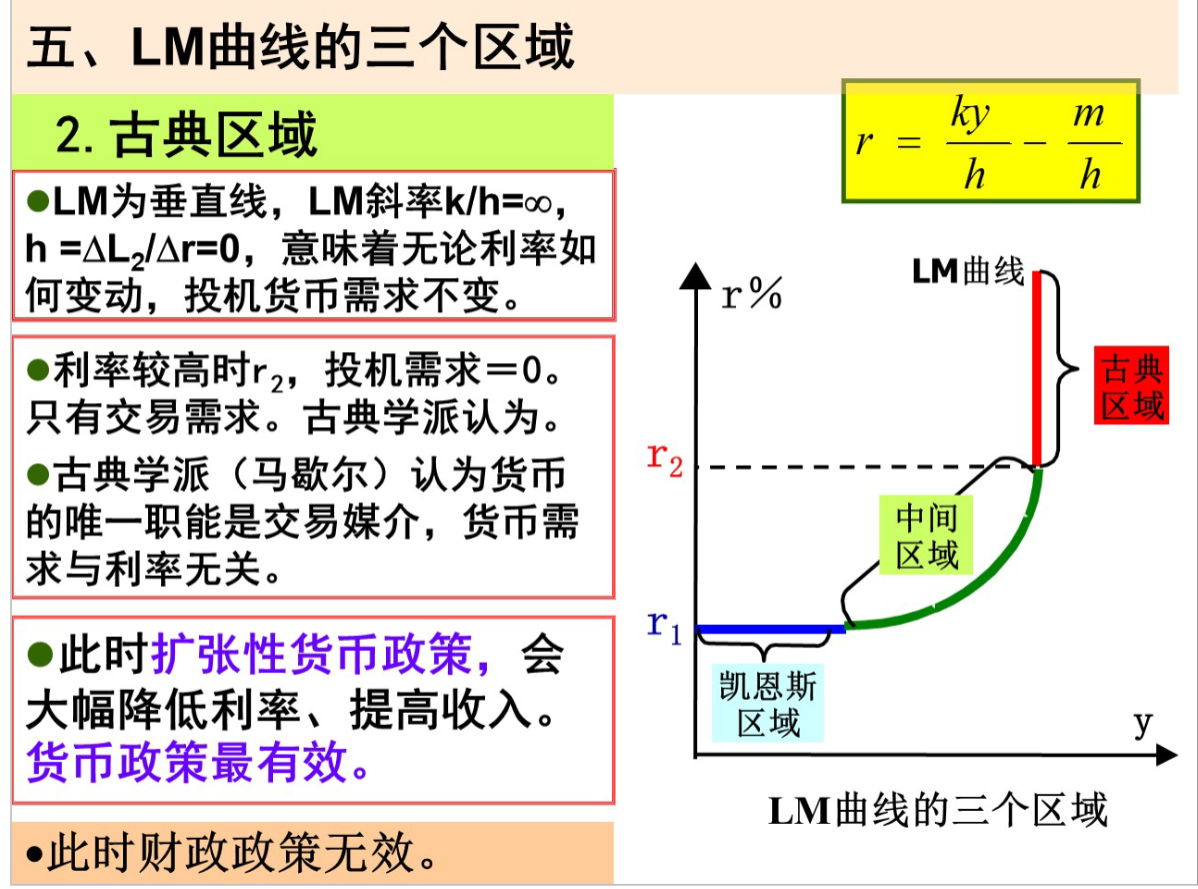 五、LM曲线的三个区域
2.古典区域
●LM为垂直线，LM斜率k/h=∞，
h =∆L₂/∆r=0，意味着无论利率如
何变动，投机货币需求不变。
●利率较高时r₂，投机需求＝0。
只有交易需求。古典学派认为。
●古典学派（马歇尔）认为货币
的唯一职能是交易媒介，货币需
求与利率无关。
●此时扩张性货币政策，会
大幅降低利率、提高收入。
货币政策最有效。
•此时财政政策无效。
r = ky/h − m/h
LM曲线
r%
古典
区域
r₂
中间
区域
r₁
凯恩斯
区域
y
LM曲线的三个区域